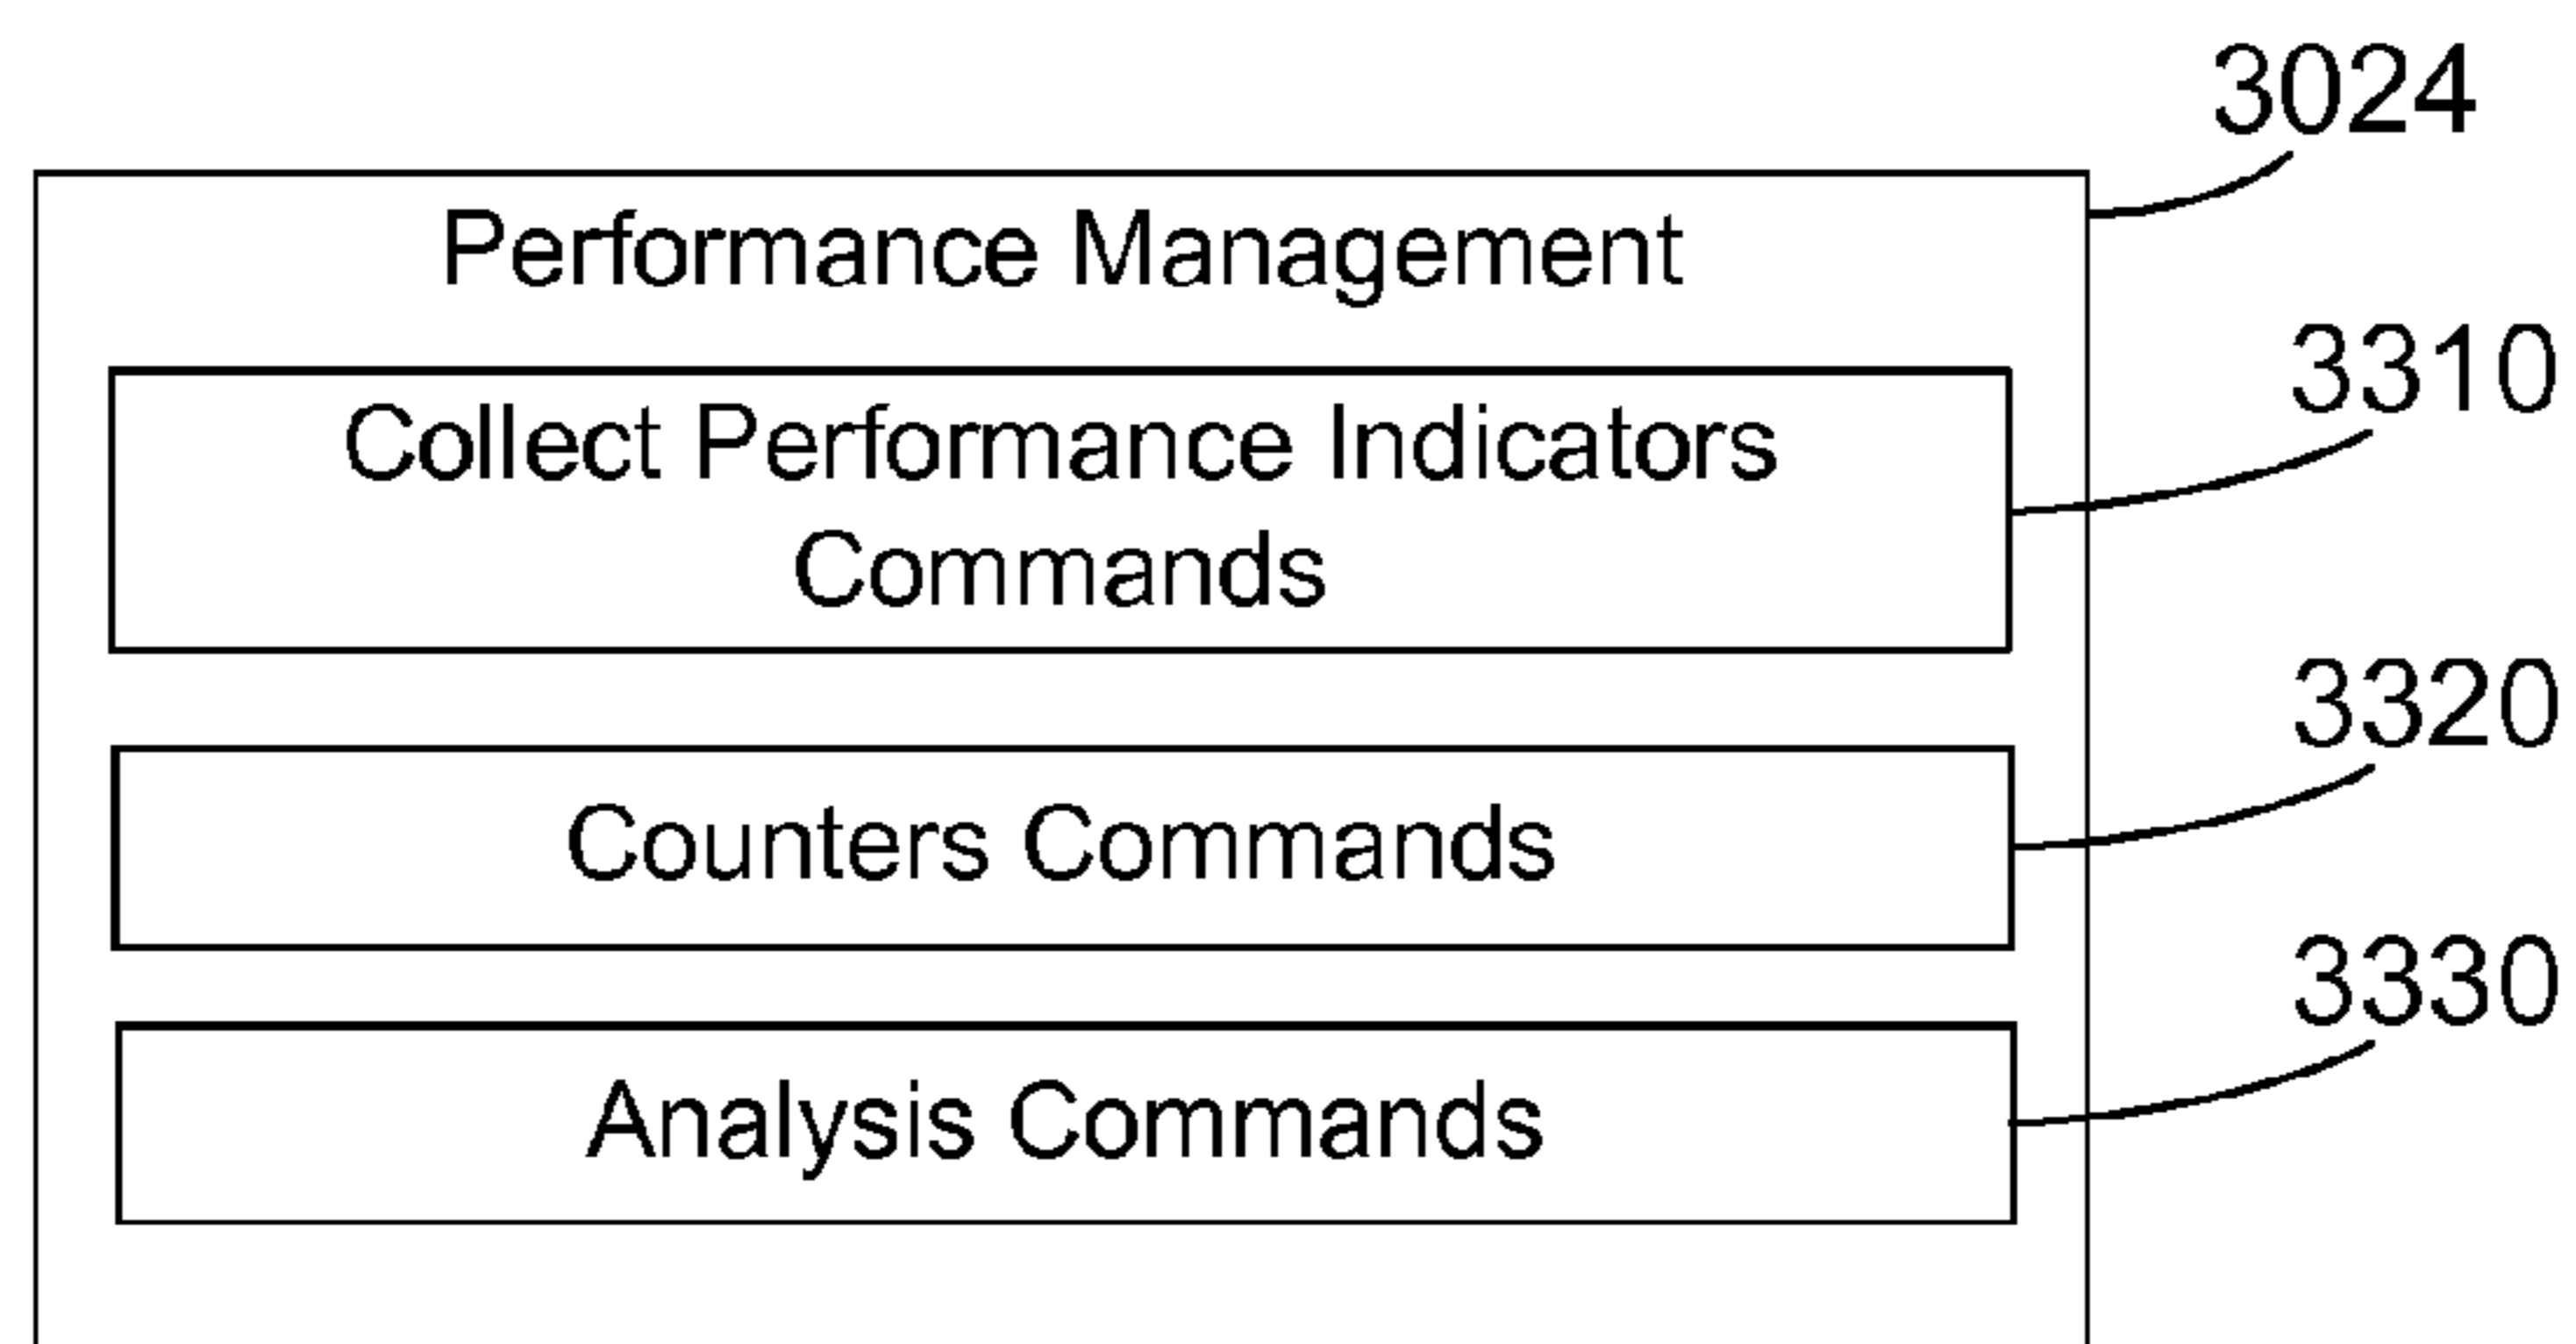 3024
Performance Management
3310
Collect Performance Indicators
Commands
3320
Counters Commands
3330
Analysis Commands